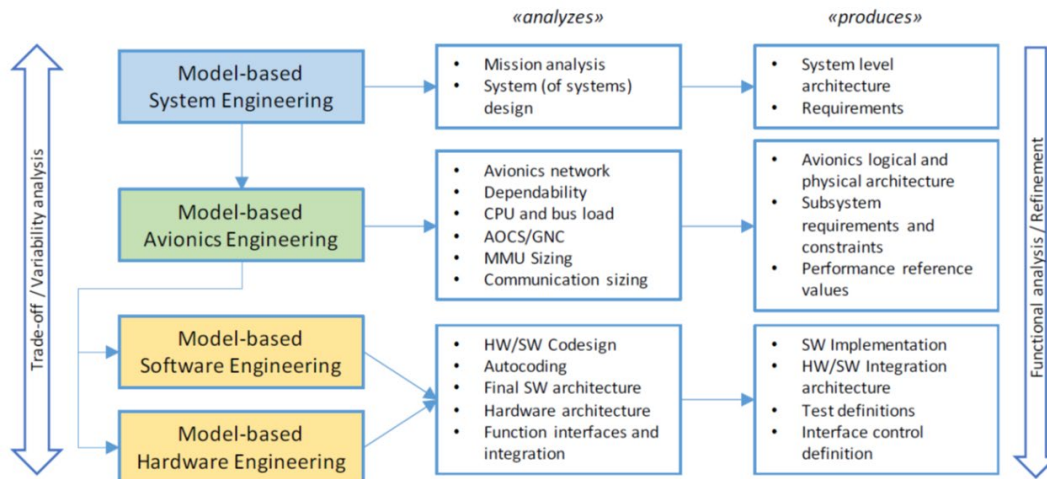 «analyzes»
«produces»
Trade-off / Variability analysis
Model-based
System Engineering
• Mission analysis
• System (of systems)
design
• System level
architecture
• Requirements
Model-based
Avionics Engineering
• Avionics network
• Dependability
• CPU and bus load
• AOCS/GNC
• MMU Sizing
• Communication sizing
• Avionics logical and
physical architecture
• Subsystem
requirements and
constraints
• Performance reference
values
Model-based
Software Engineering
Model-based
Hardware Engineering
• HW/SW Codesign
• Autocoding
• Final SW architecture
• Hardware architecture
• Function interfaces and
integration
• SW Implementation
• HW/SW Integration
architecture
• Test definitions
• Interface control
definition
Functional analysis / Refinement